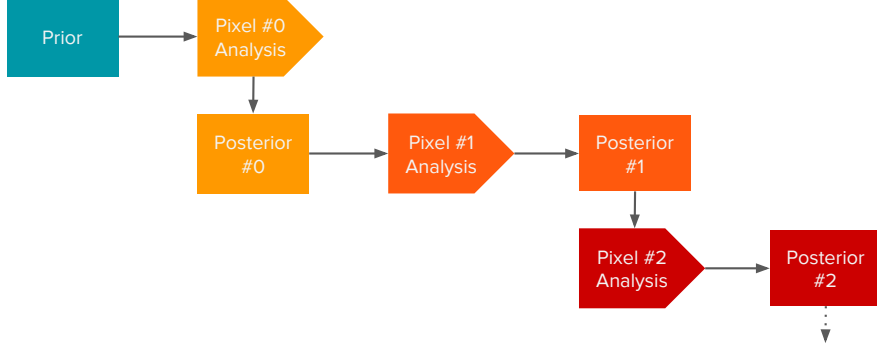 Prior
Pixel #0
Analysis
Posterior
#0
Pixel #1
Analysis
Posterior
#1
Pixel #2
Analysis
Posterior
#2